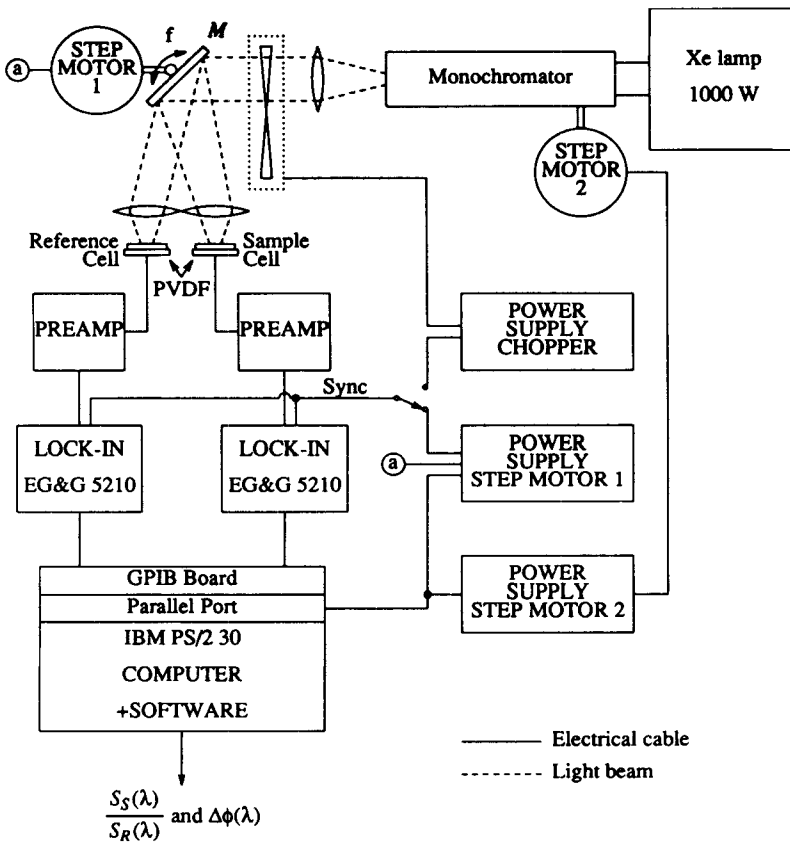 M
f
STEP
MOTOR
1
a
Monochromator
Xe lamp
1000 W
STEP
MOTOR
2
Reference
Cell
Sample
Cell
PVDF
PREAMP
PREAMP
POWER
SUPPLY
CHOPPER
Sync
LOCK-IN
EG&G 5210
LOCK-IN
EG&G 5210
a
POWER
SUPPLY
STEP MOTOR 1
GPIB Board
Parallel Port
IBM PS/2 30
COMPUTER
+SOFTWARE
POWER
SUPPLY
STEP MOTOR 2
Electrical cable
Light beam
S_S(λ)
S_R(λ)
and Δϕ(λ)